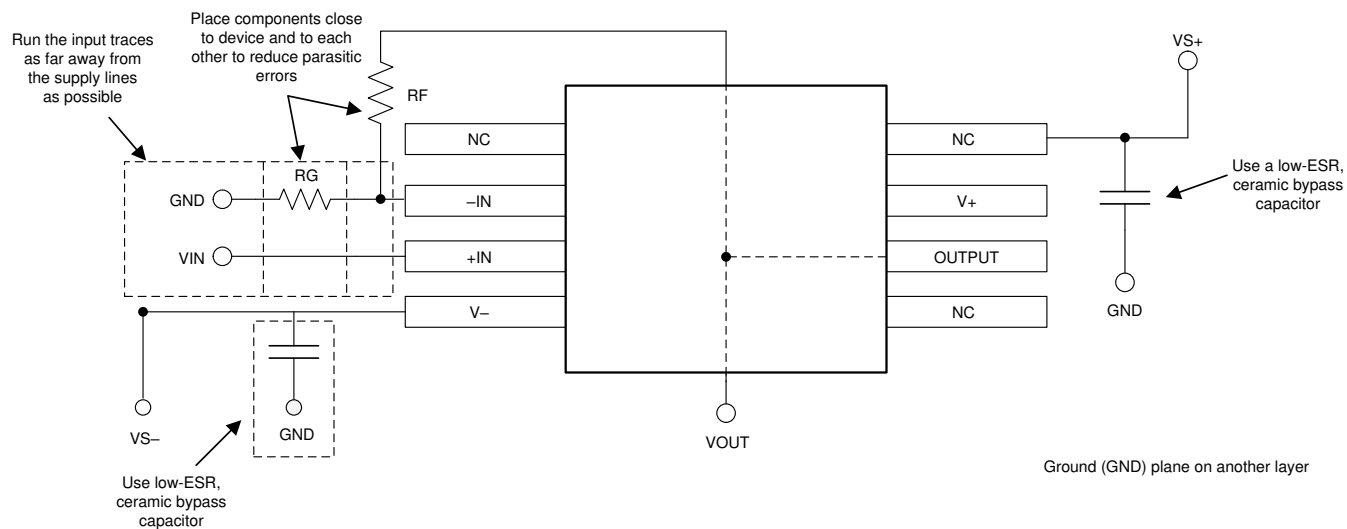 Run the input traces
as far away from
the supply lines
as possible
Place components close
to device and to each
other to reduce parasitic
errors
RF
VS+
NC
NC
Use a low-ESR,
ceramic bypass
capacitor
RG
GND
–IN
V+
VIN
+IN
OUTPUT
V–
NC
GND
VS–
GND
VOUT
Use low-ESR,
ceramic bypass
capacitor
Ground (GND) plane on another layer